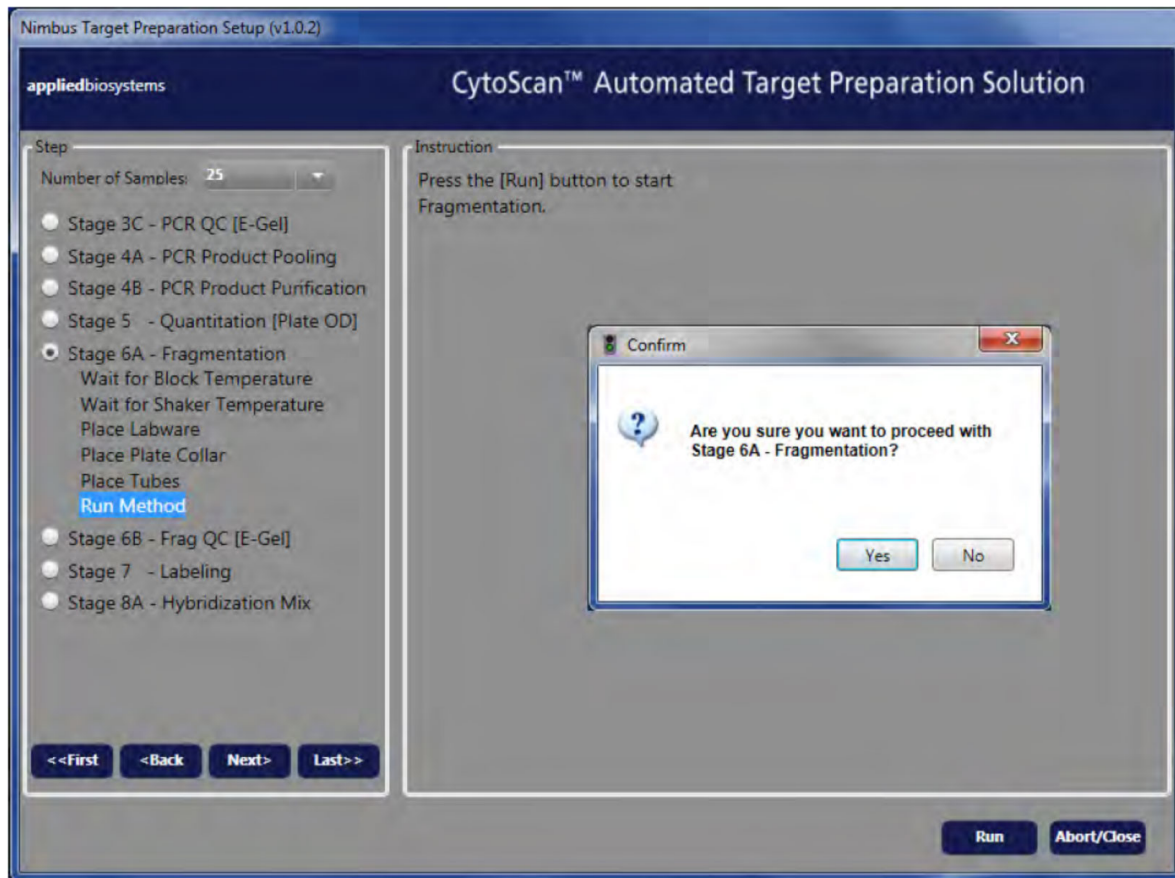 Nimbus Target Preparation Setup (v1.0.2)
appliedbiosystems
CytoScan™ Automated Target Preparation Solution
Step
Number of Samples: 25
Stage 3C - PCR QC [E-Gel]
Stage 4A - PCR Product Pooling
Stage 4B - PCR Product Purification
Stage 5 - Quantitation [Plate OD]
Stage 6A - Fragmentation
Wait for Block Temperature
Wait for Shaker Temperature
Place Labware
Place Plate Collar
Place Tubes
Run Method
Stage 6B - Frag QC [E-Gel]
Stage 7 - Labeling
Stage 8A - Hybridization Mix
<<First <Back Next> Last>>
Instruction
Press the [Run] button to start
Fragmentation.
Confirm
Are you sure you want to proceed with
Stage 6A - Fragmentation?
Yes No
Run Abort/Close